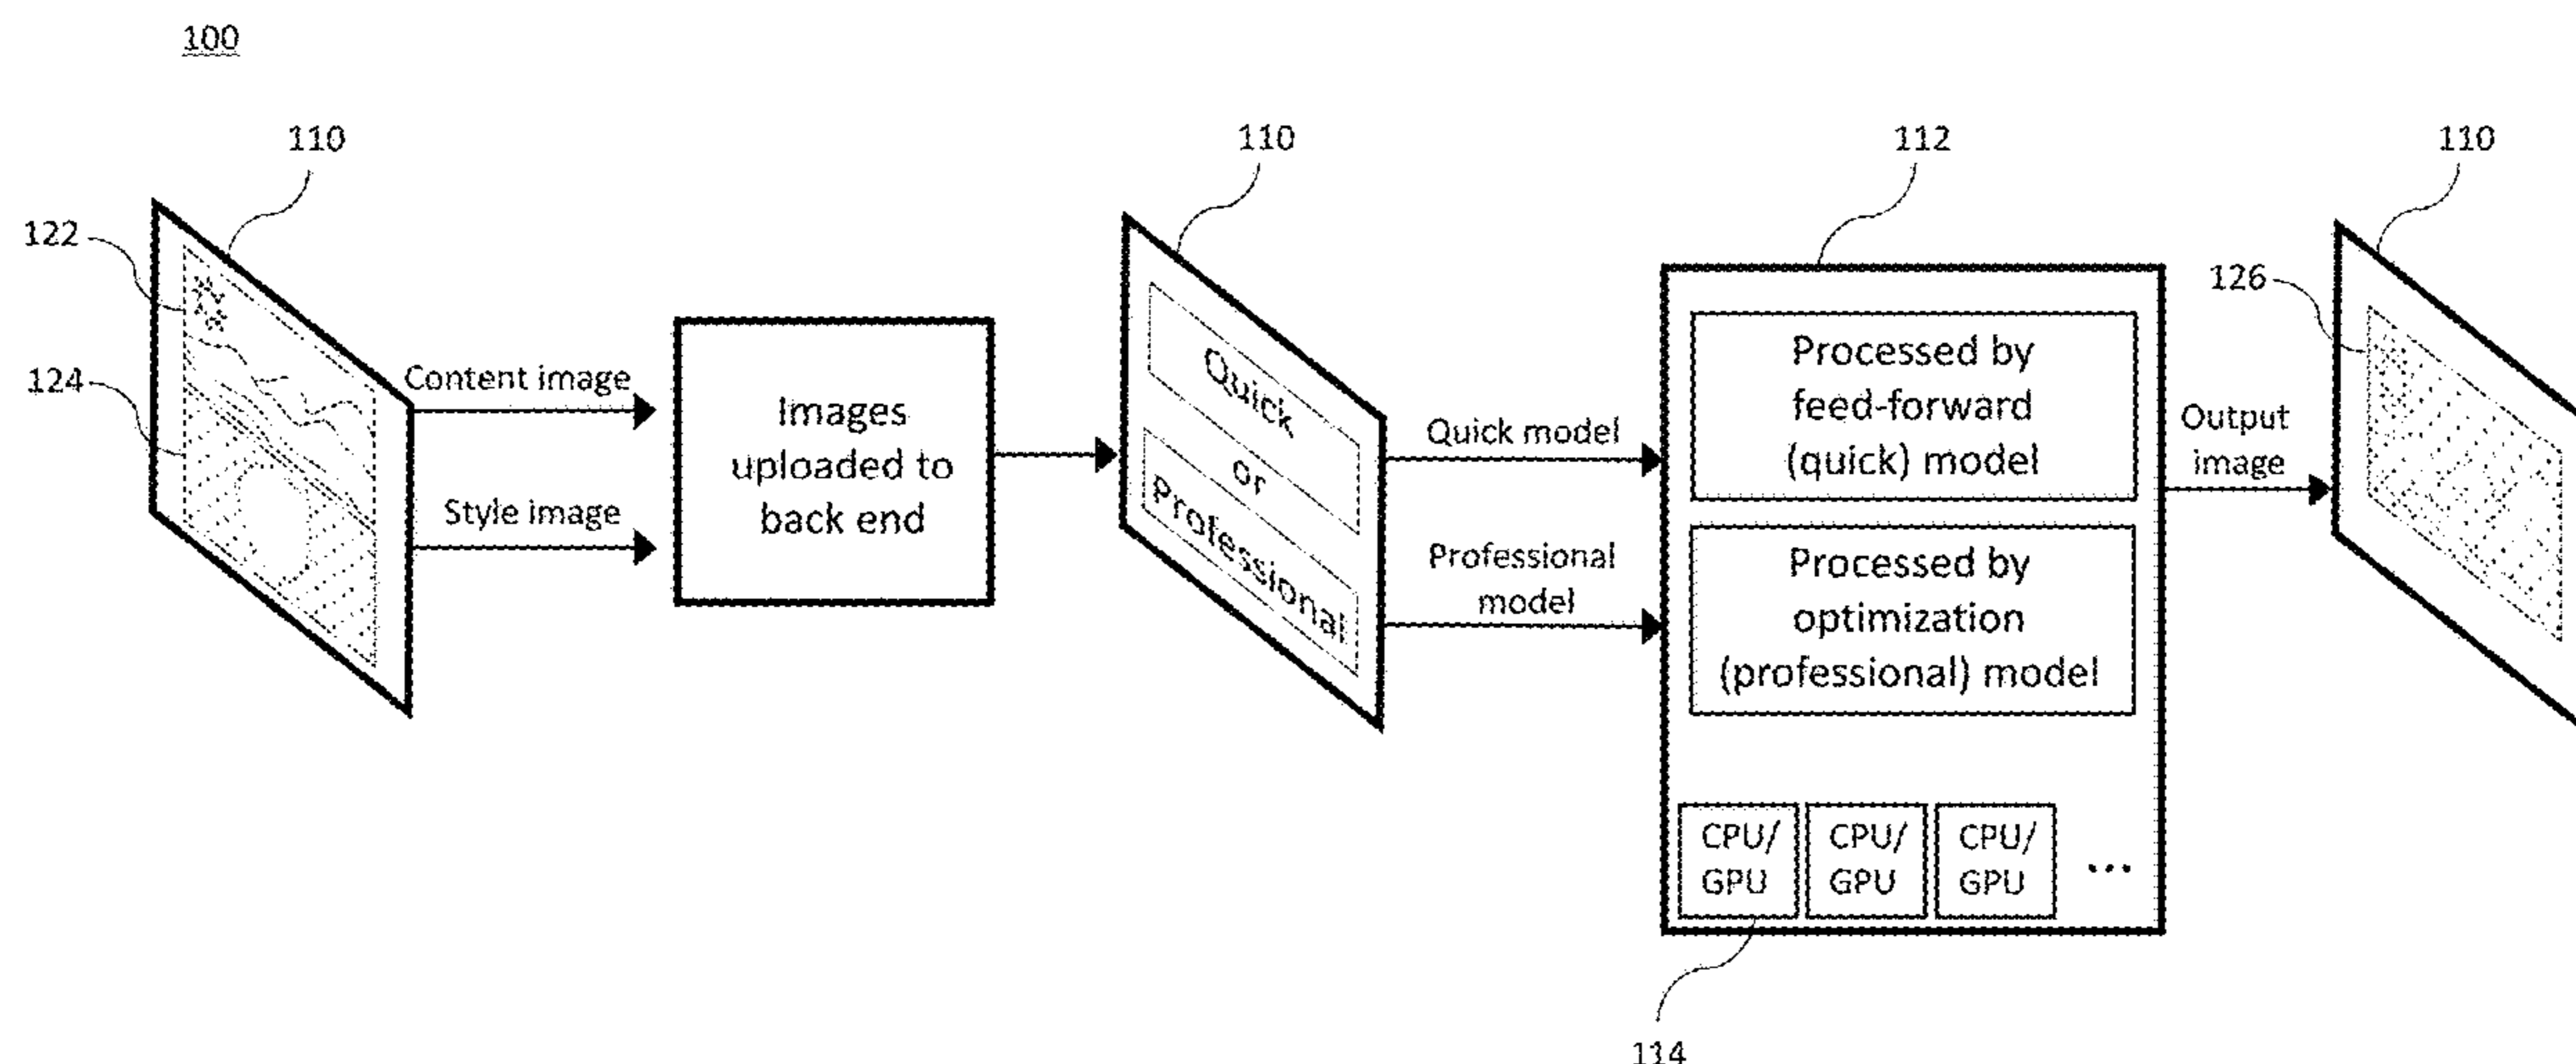 100
110
122
124
Content image
Style image
Images
uploaded to
back end
110
Quick
or
Professional
Quick model
Professional
model
112
Processed by
feed-forward
(quick) model
Processed by
optimization
(professional) model
CPU/
GPU
CPU/
GPU
CPU/
GPU
...
114
Output
image
110
126